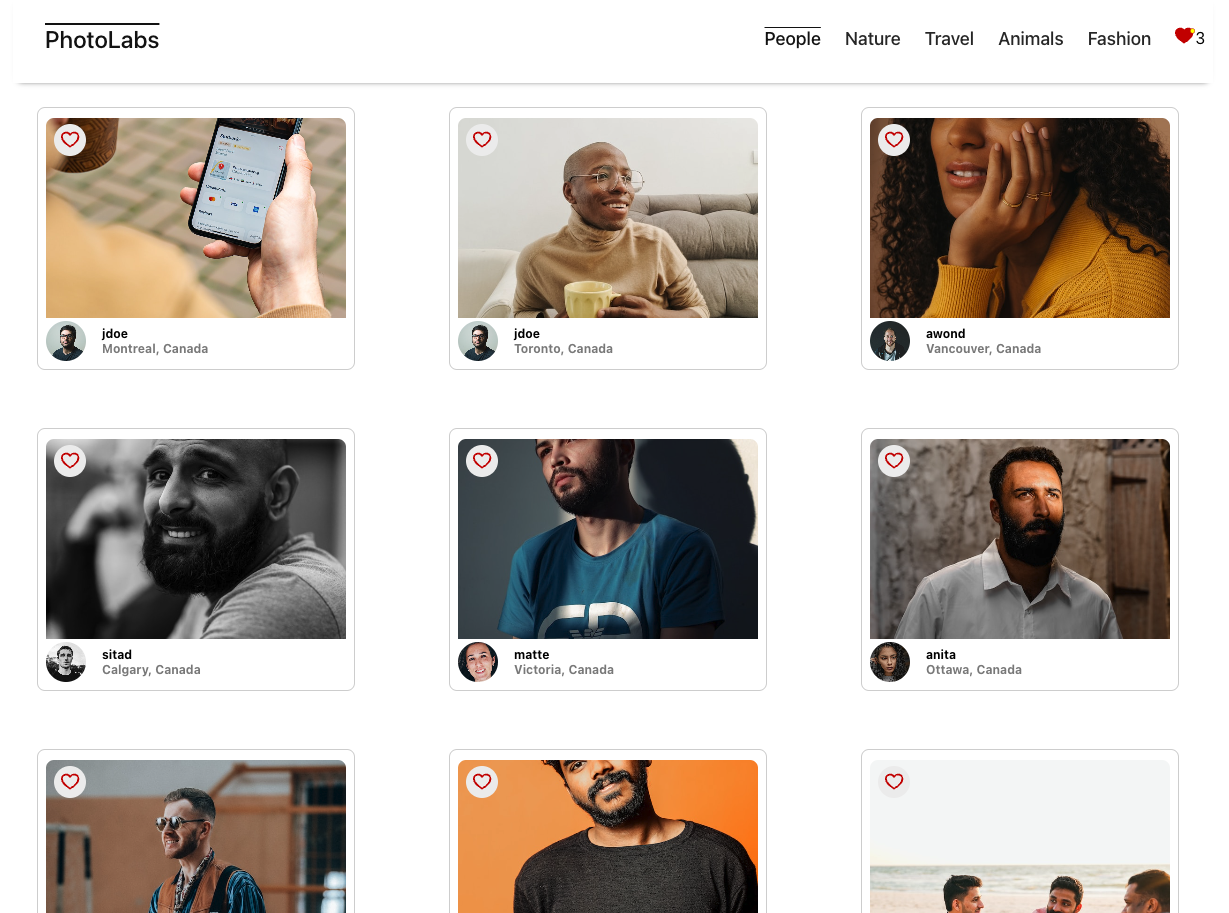 PhotoLabs
People Nature Travel Animals Fashion 3
jdoe
Montreal, Canada
jdoe
Toronto, Canada
awond
Vancouver, Canada
sitad
Calgary, Canada
matte
Victoria, Canada
anita
Ottawa, Canada